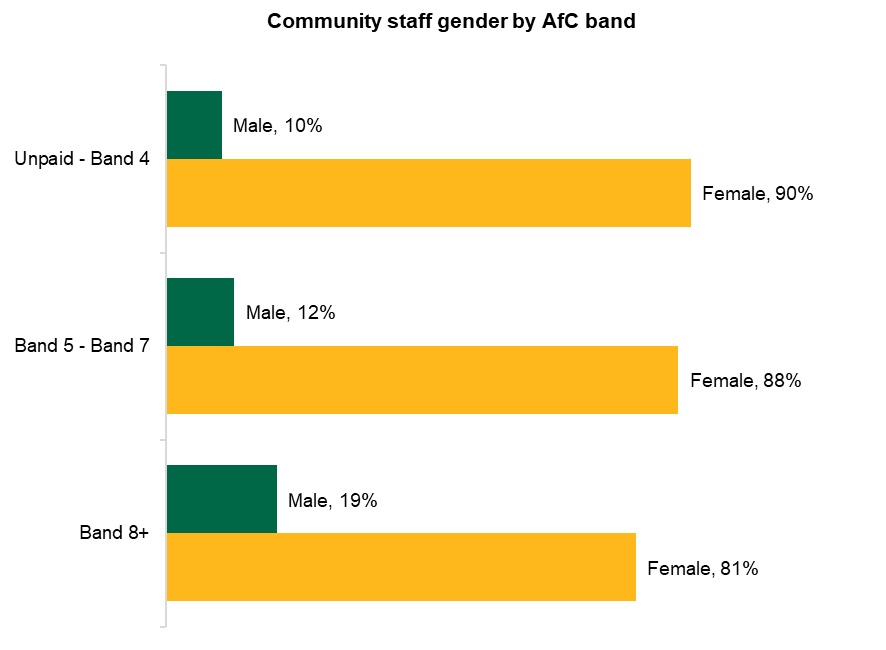 Community staff gender by AfC band
Male, 10%
Unpaid - Band 4
Female, 90%
Male, 12%
Band 5 - Band 7
Female, 88%
Male, 19%
Band 8+
Female, 81%